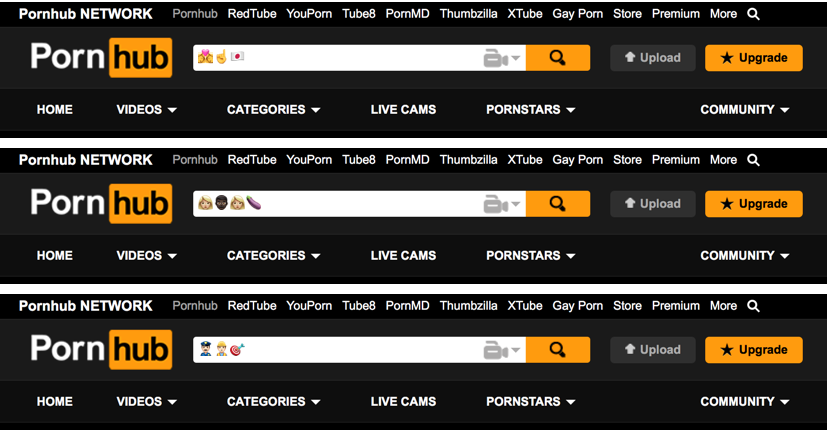 Pornhub NETWORK Pornhub RedTube YouPorn Tube8 PornMD Thumbzilla XTube Gay Porn Store Premium More
Porn hub Upload Upgrade
HOME VIDEOS CATEGORIES LIVE CAMS PORNSTARS COMMUNITY
Pornhub NETWORK Pornhub RedTube YouPorn Tube8 PornMD Thumbzilla XTube Gay Porn Store Premium More
Porn hub Upload Upgrade
HOME VIDEOS CATEGORIES LIVE CAMS PORNSTARS COMMUNITY
Pornhub NETWORK Pornhub RedTube YouPorn Tube8 PornMD Thumbzilla XTube Gay Porn Store Premium More
Porn hub Upload Upgrade
HOME VIDEOS CATEGORIES LIVE CAMS PORNSTARS COMMUNITY